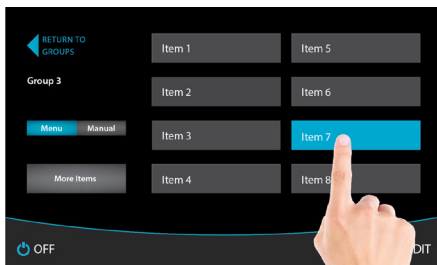 RETURN TO
GROUPS
Group 3
Menu Manual
More Items
Item 1
Item 2
Item 3
Item 4
Item 5
Item 6
Item 7
Item 8
OFF